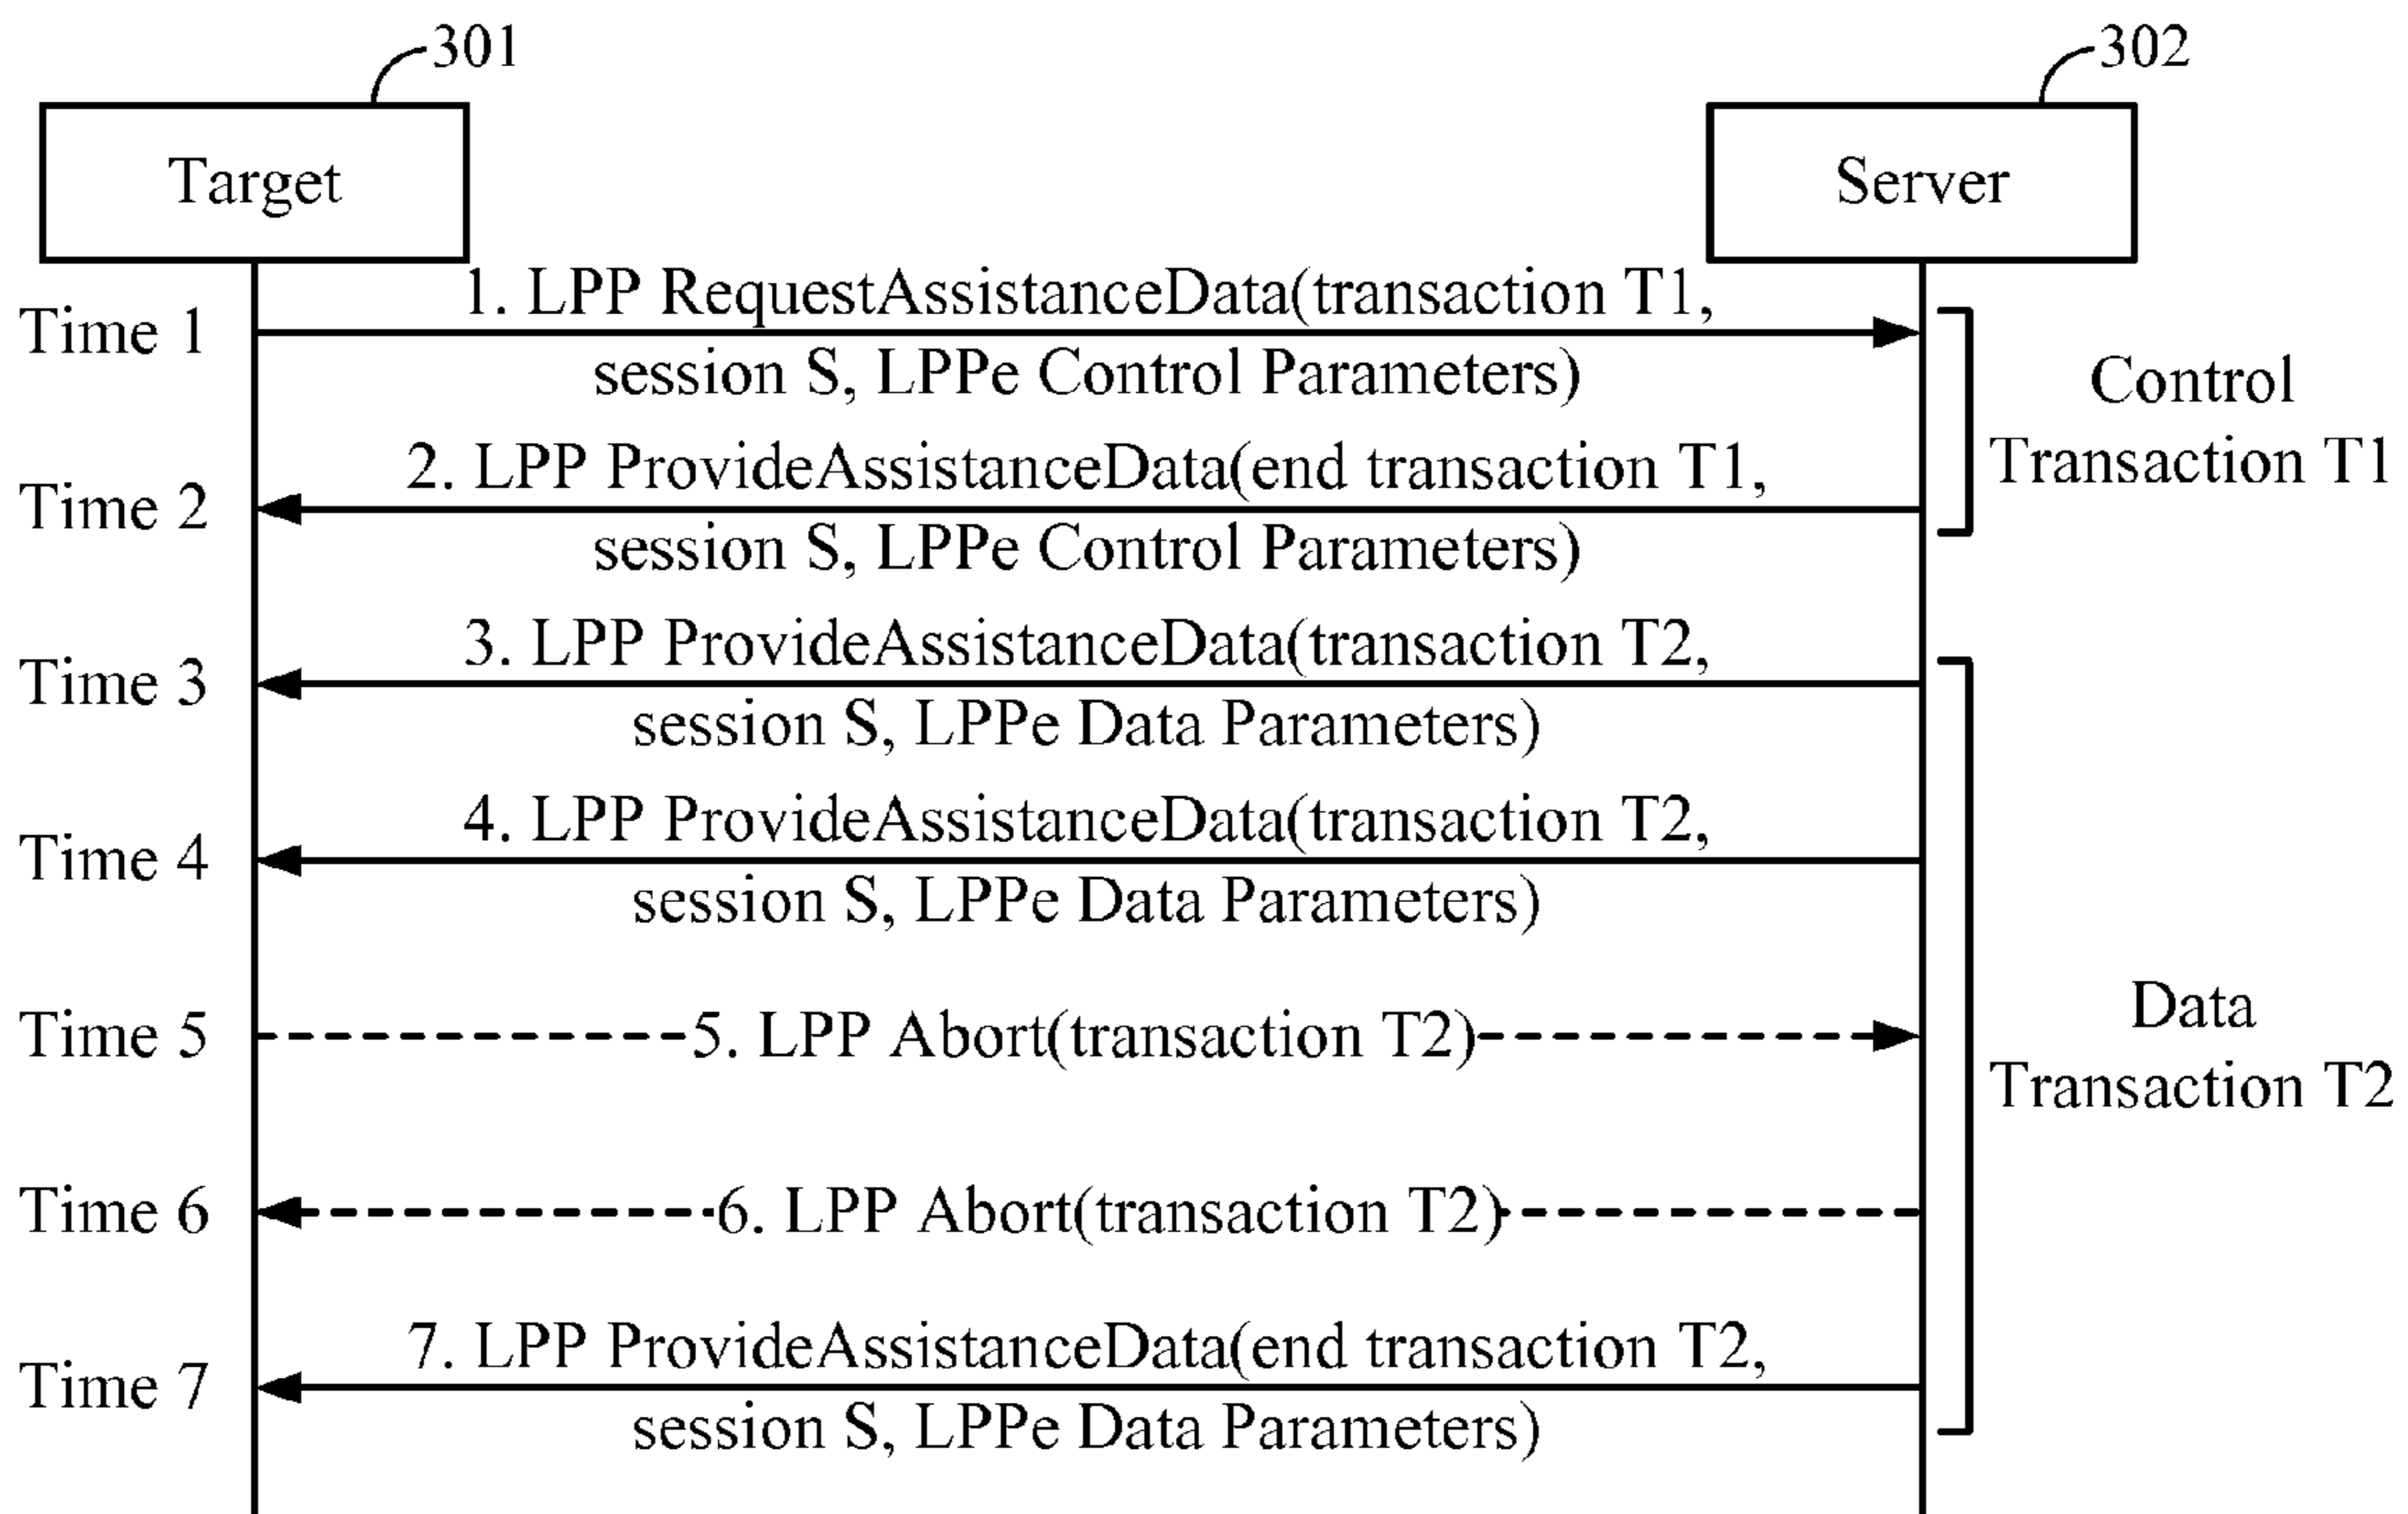 301
302
Target
Server
Time 1
1. LPP RequestAssistanceData(transaction T1,
session S, LPPe Control Parameters)
Control
Transaction T1
Time 2
2. LPP ProvideAssistanceData(end transaction T1,
session S, LPPe Control Parameters)
Time 3
3. LPP ProvideAssistanceData(transaction T2,
session S, LPPe Data Parameters)
Time 4
4. LPP ProvideAssistanceData(transaction T2,
session S, LPPe Data Parameters)
Time 5
5. LPP Abort(transaction T2)
Data
Transaction T2
Time 6
6. LPP Abort(transaction T2)
Time 7
7. LPP ProvideAssistanceData(end transaction T2,
session S, LPPe Data Parameters)